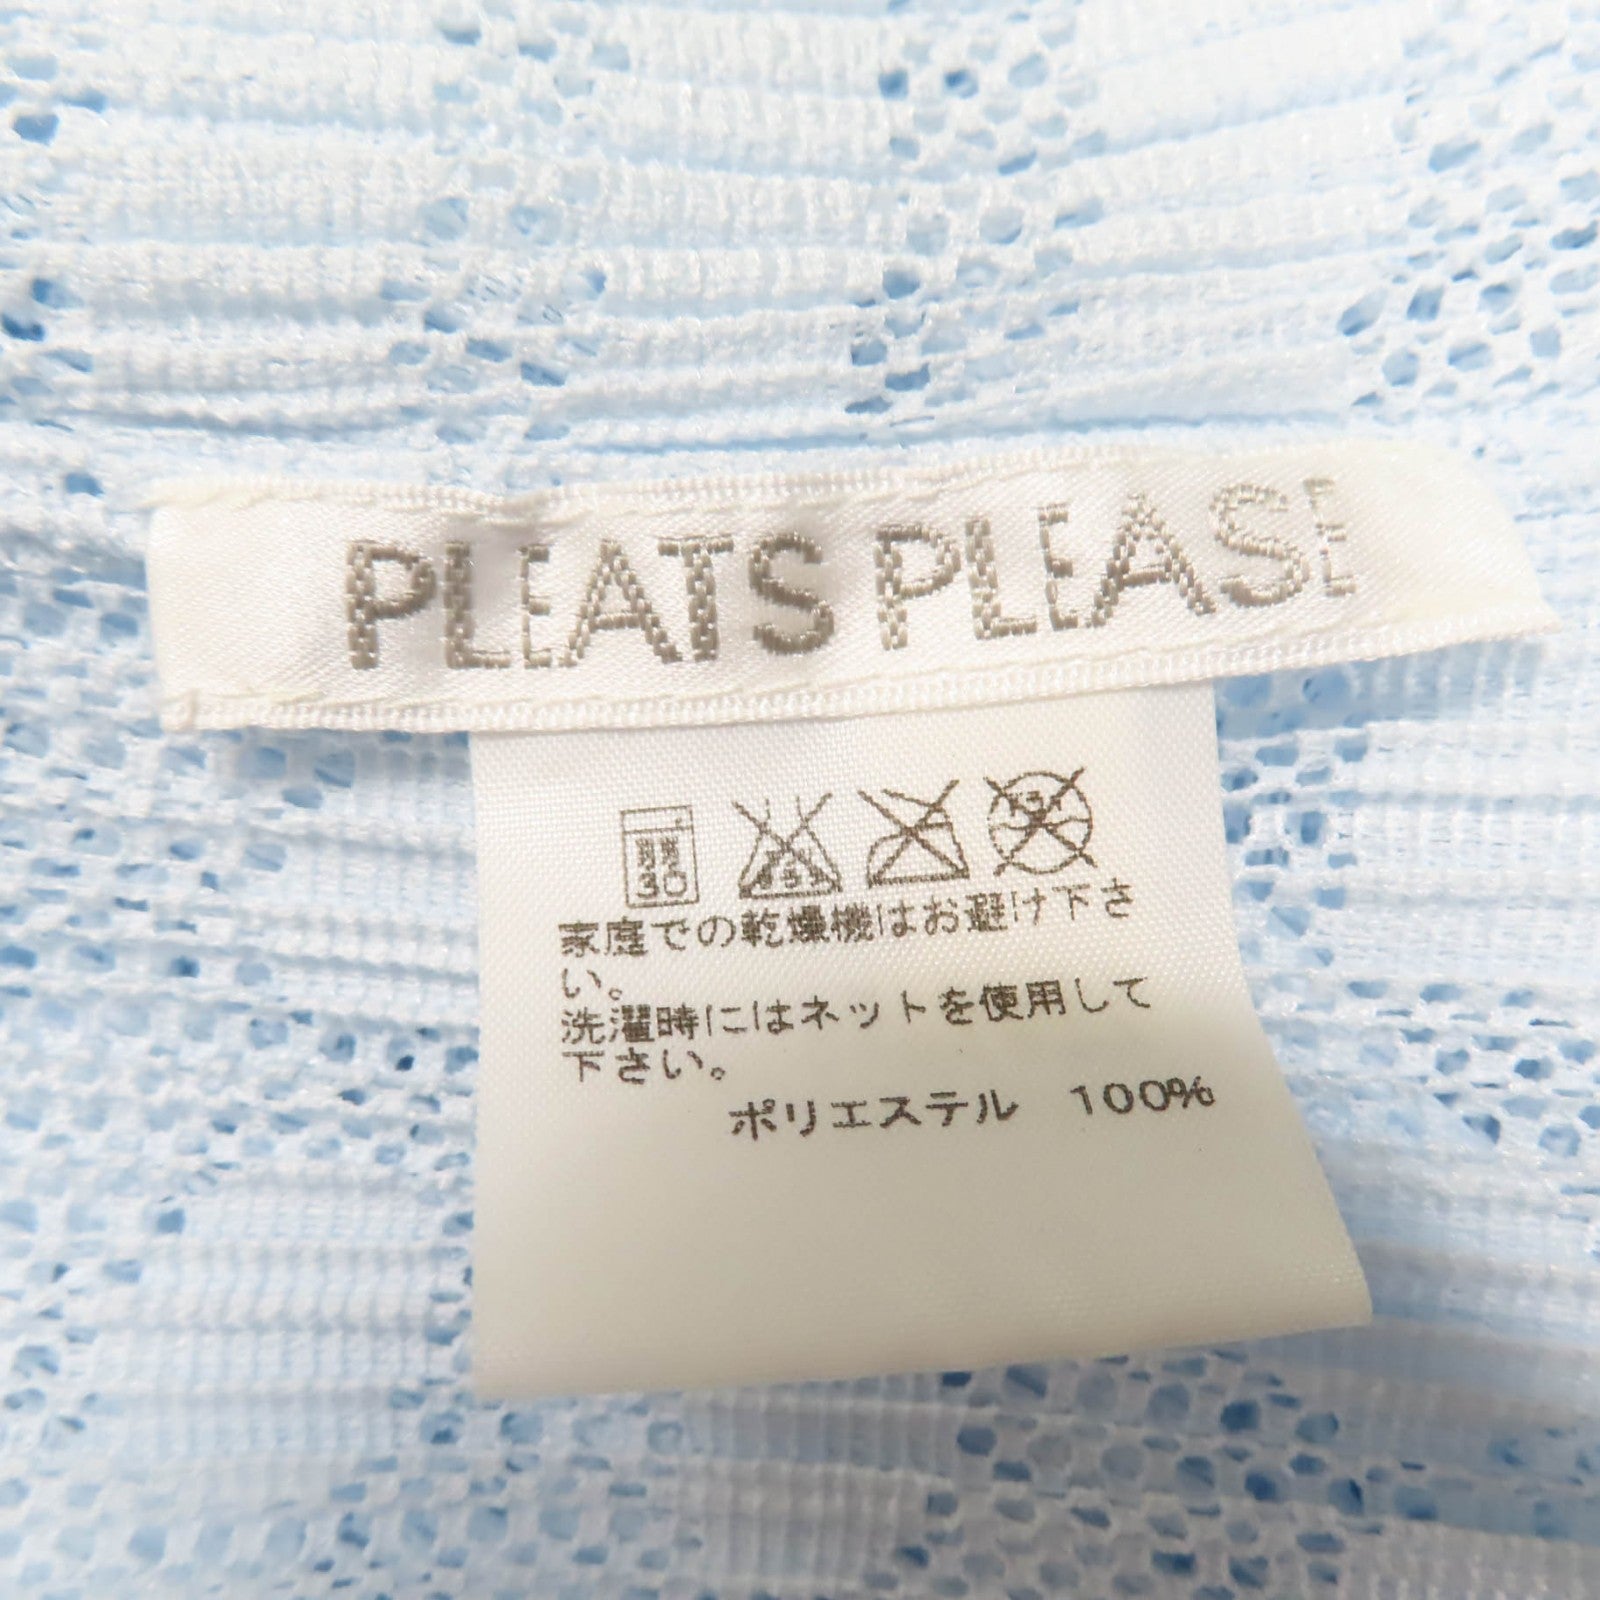 PLEATS PLEASE
弱 30
家庭での乾燥機はお避け下さ
い。
洗濯時にはネットを使用して
下さい。
ポリエステル 100%